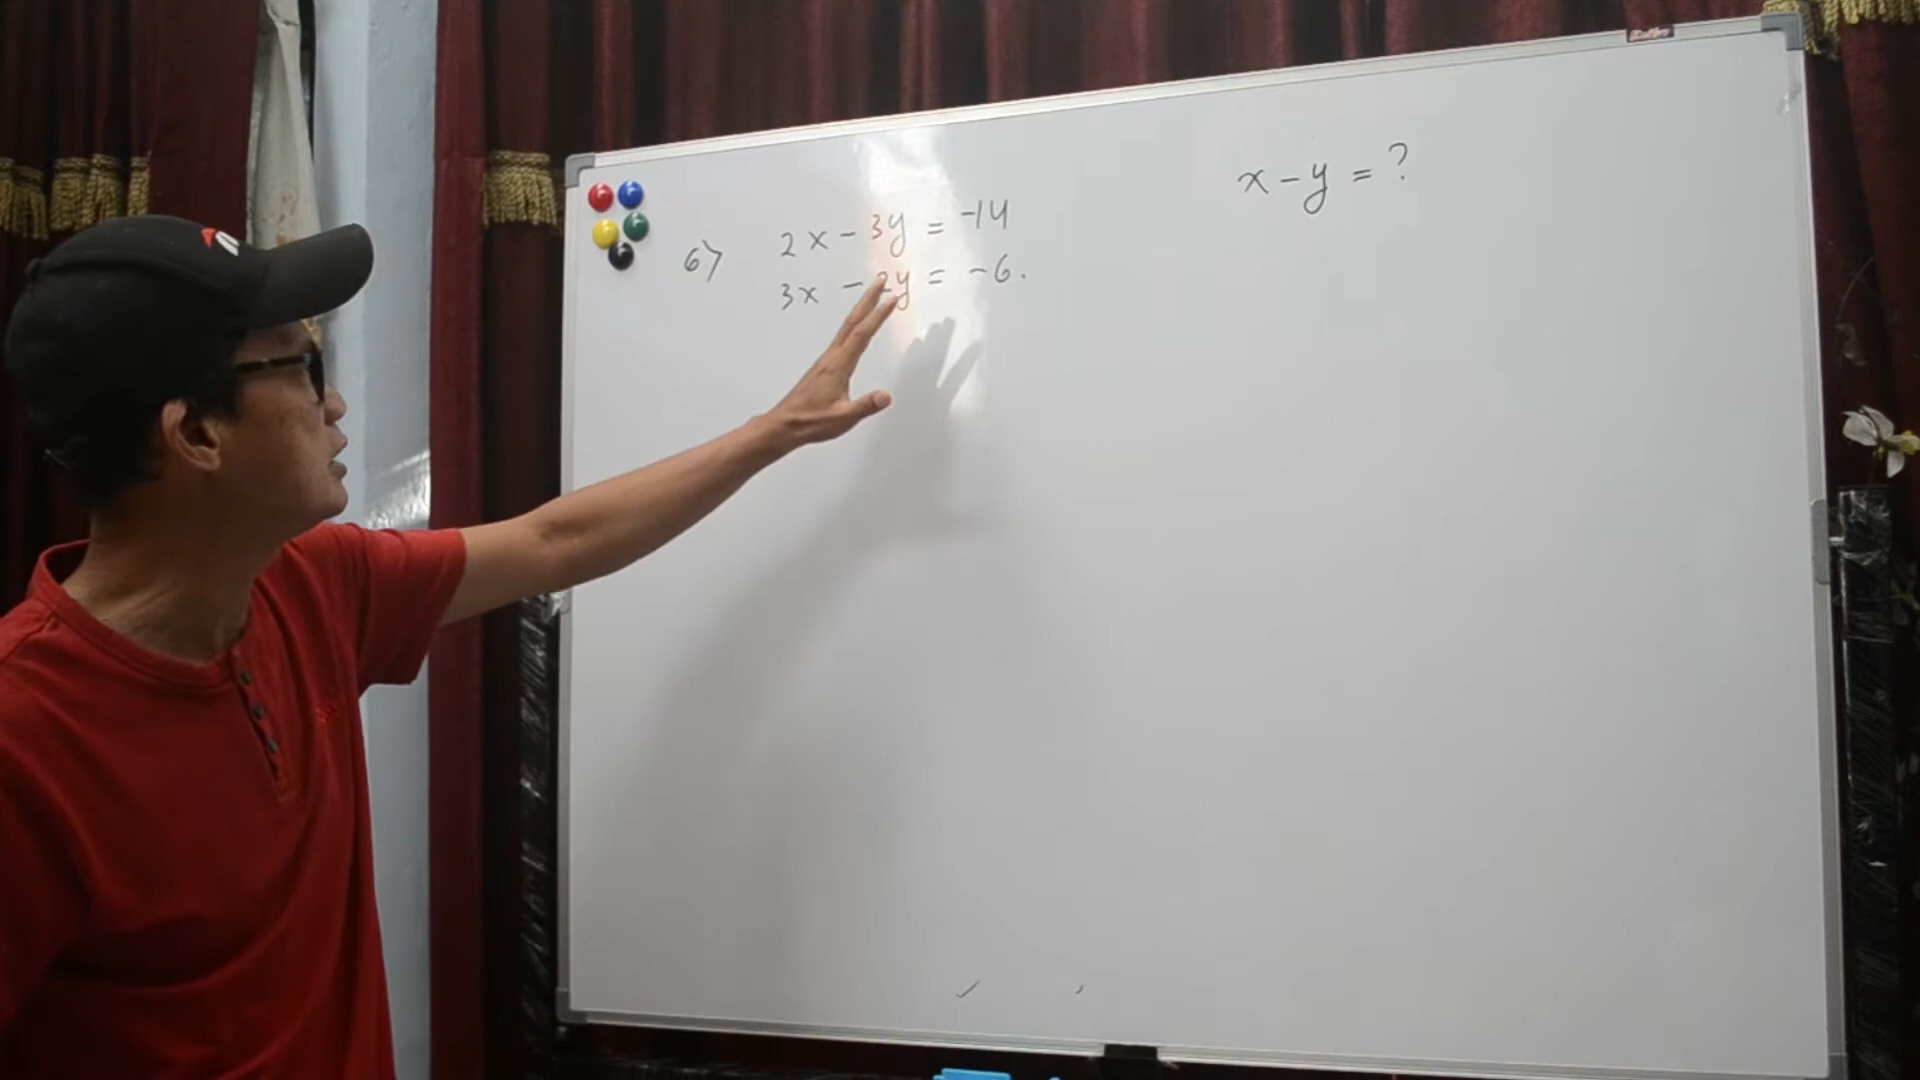 6) 2x - 3y = -14
3x - 2y = -6.
x - y = ?